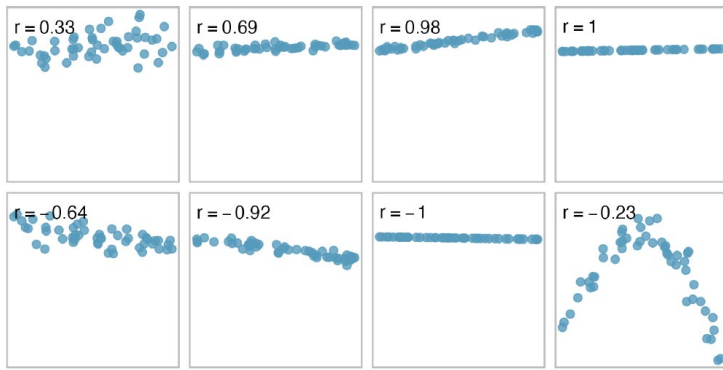 r = 0.33
r = 0.69
r = 0.98
r = 1
r = −0.64
r = −0.92
r = −1
r = −0.23